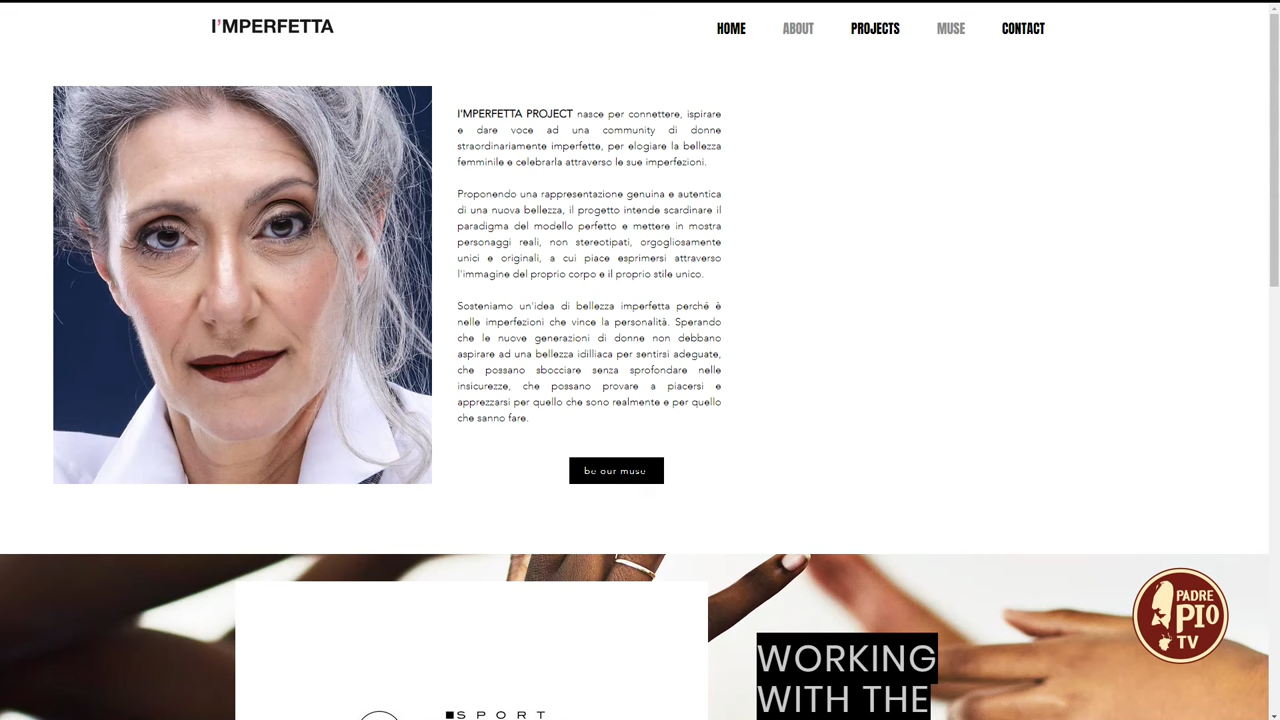 I'MPERFETTA
HOME ABOUT PROJECTS MUSE CONTACT
I'MPERFETTA PROJECT nasce per connettere, ispirare
e dare voce ad una community di donne
straordinariamente imperfette, per elogiare la bellezza
femminile e celebrarla attraverso le sue imperfezioni.
Proponendo una rappresentazione genuina e autentica
di una nuova bellezza, il progetto intende scardinare il
paradigma del modello perfetto e mettere in mostra
personaggi reali, non stereotipati, orgogliosamente
unici e originali, a cui piace esprimersi attraverso
l'immagine del proprio corpo e il proprio stile unico.
Sosteniamo un'idea di bellezza imperfetta perché è
nelle imperfezioni che vince la personalità. Sperando
che le nuove generazioni di donne non debbano
aspirare ad una bellezza idilliaca per sentirsi adeguate,
che possano sbocciare senza sprofondare nelle
insicurezze, che possano provare a piacersi e
apprezzarsi per quello che sono realmente e per quello
che sanno fare.
be our muse
PADRE
PIO
TV
WORKING
WITH THE
SPORT